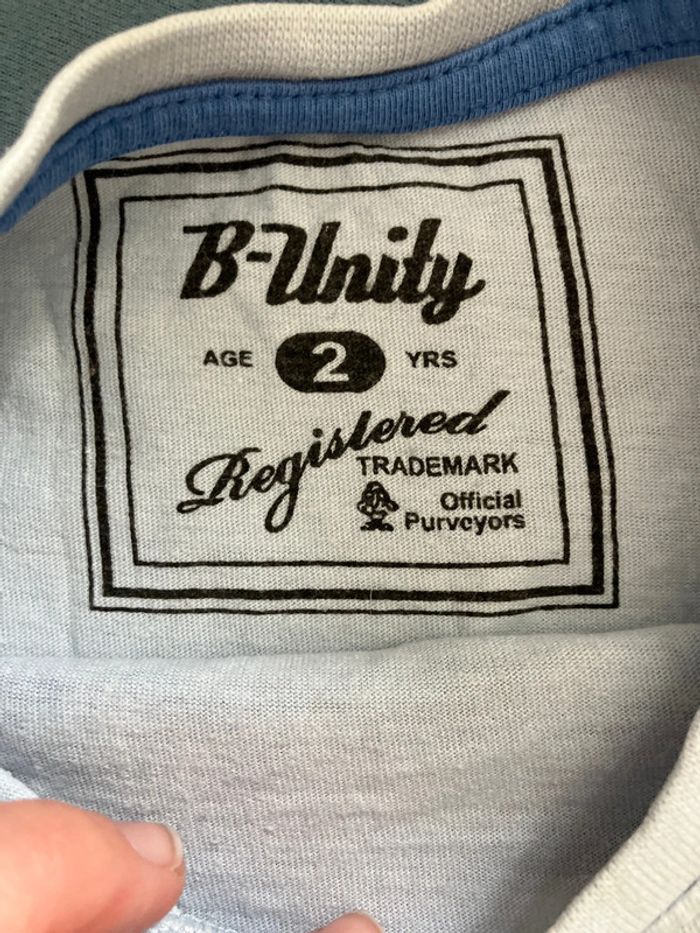 B-Unity
AGE 2 YRS
Registered
TRADEMARK
Official
Purveyors